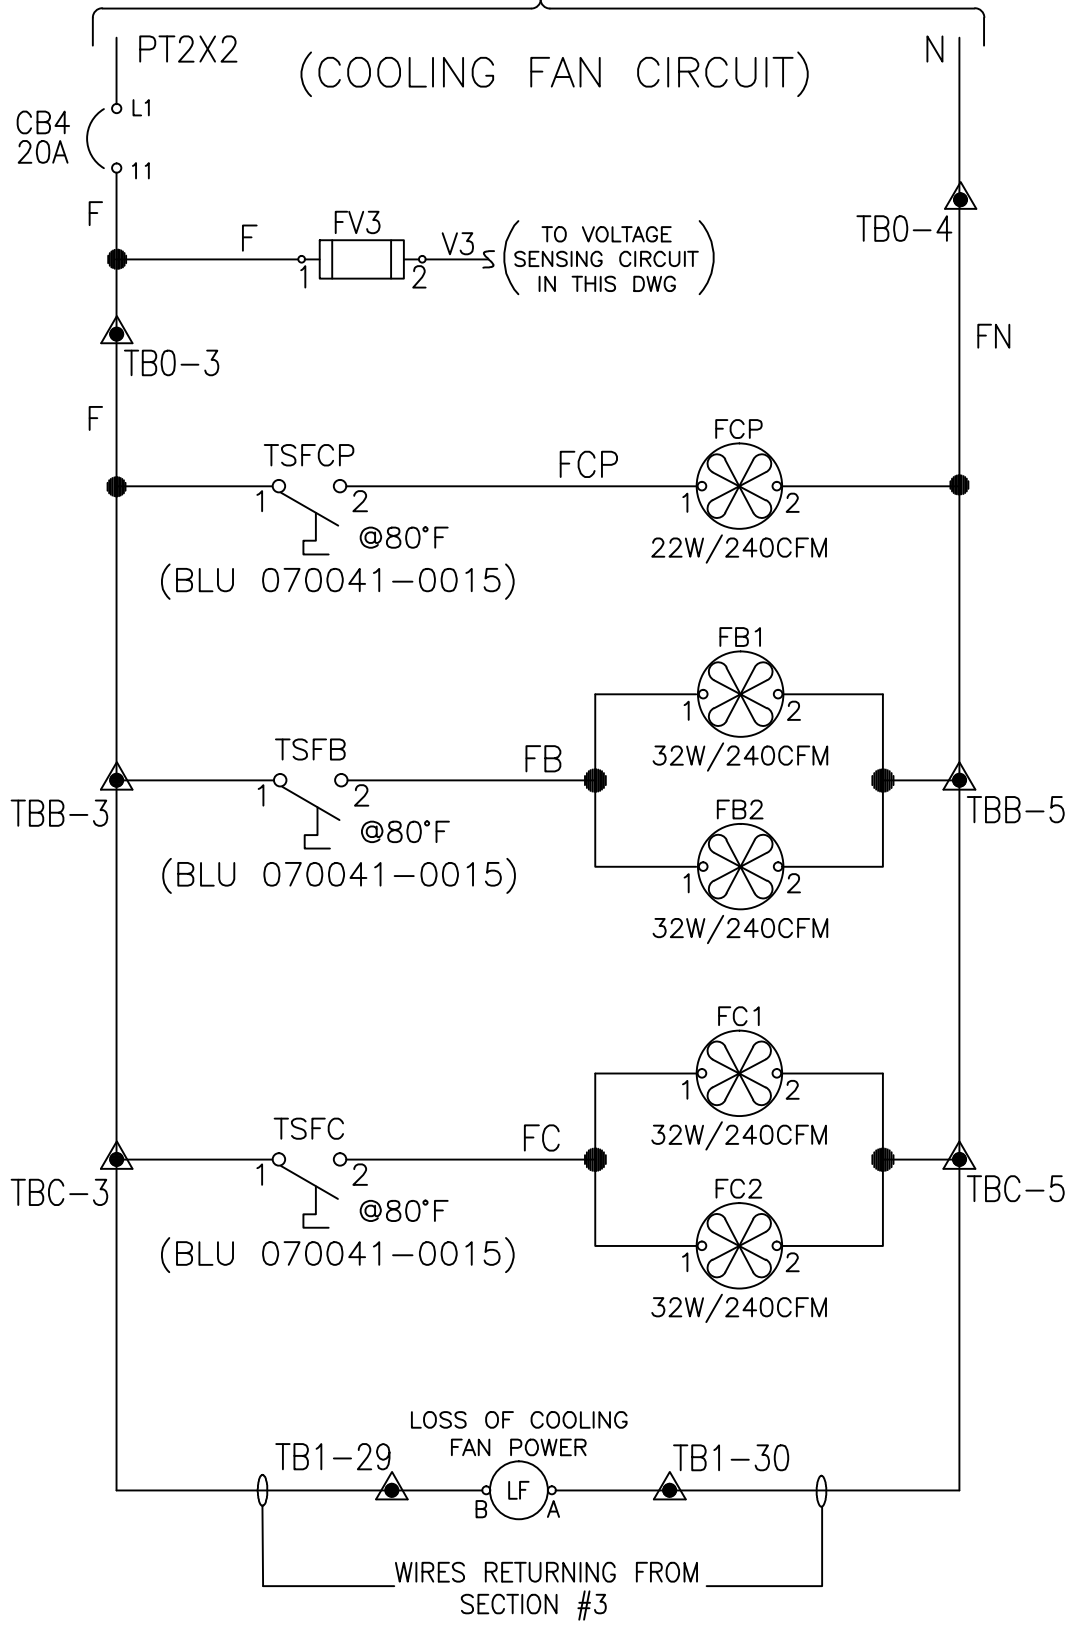 PT2X2
N
(COOLING FAN CIRCUIT)
L1
CB4
20A
11
F
TB0-4
F
FV3
1
2
V3
(TO VOLTAGE
SENSING CIRCUIT
IN THIS DWG)
TB0-3
FN
F
TSFCP
1
2
@80°F
(BLU 070041-0015)
FCP
FCP
1
2
22W/240CFM
FB1
1
2
32W/240CFM
TBB-3
TSFB
1
2
@80°F
(BLU 070041-0015)
FB
TBB-5
FB2
1
2
32W/240CFM
FC1
1
2
32W/240CFM
TBC-3
TSFC
1
2
@80°F
(BLU 070041-0015)
FC
TBC-5
FC2
1
2
32W/240CFM
LOSS OF COOLING
FAN POWER
TB1-29
TB1-30
B
LF
A
WIRES RETURNING FROM
SECTION #3